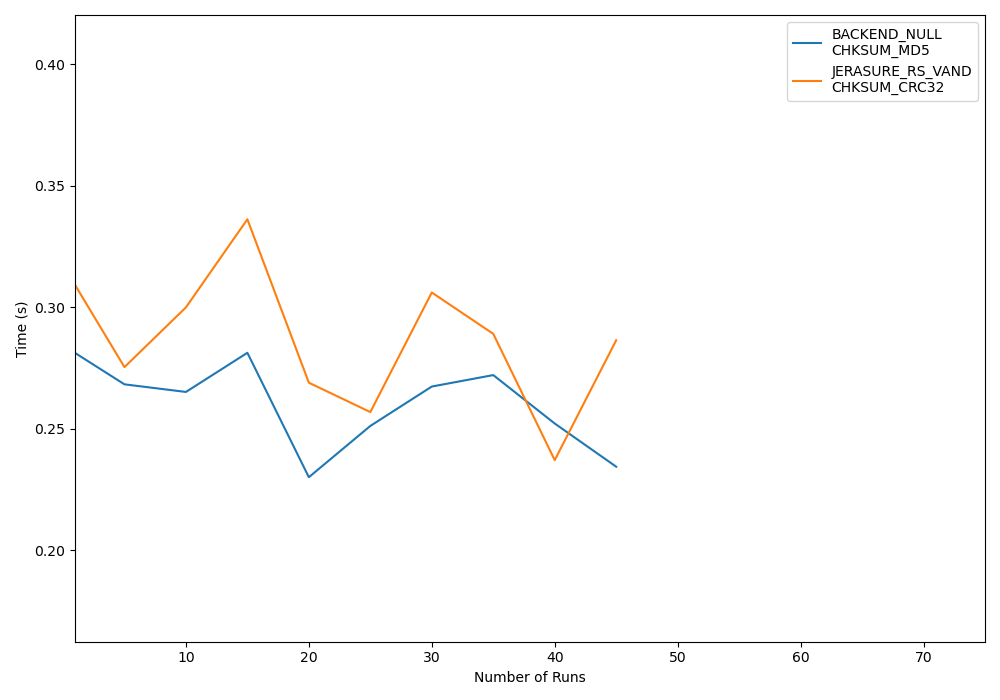 BACKEND_NULL
CHKSUM_MD5
JERASURE_RS_VAND
CHKSUM_CRC32
0.40
0.35
0.30
0.25
0.20
Time (s)
10 20 30 40 50 60 70
Number of Runs